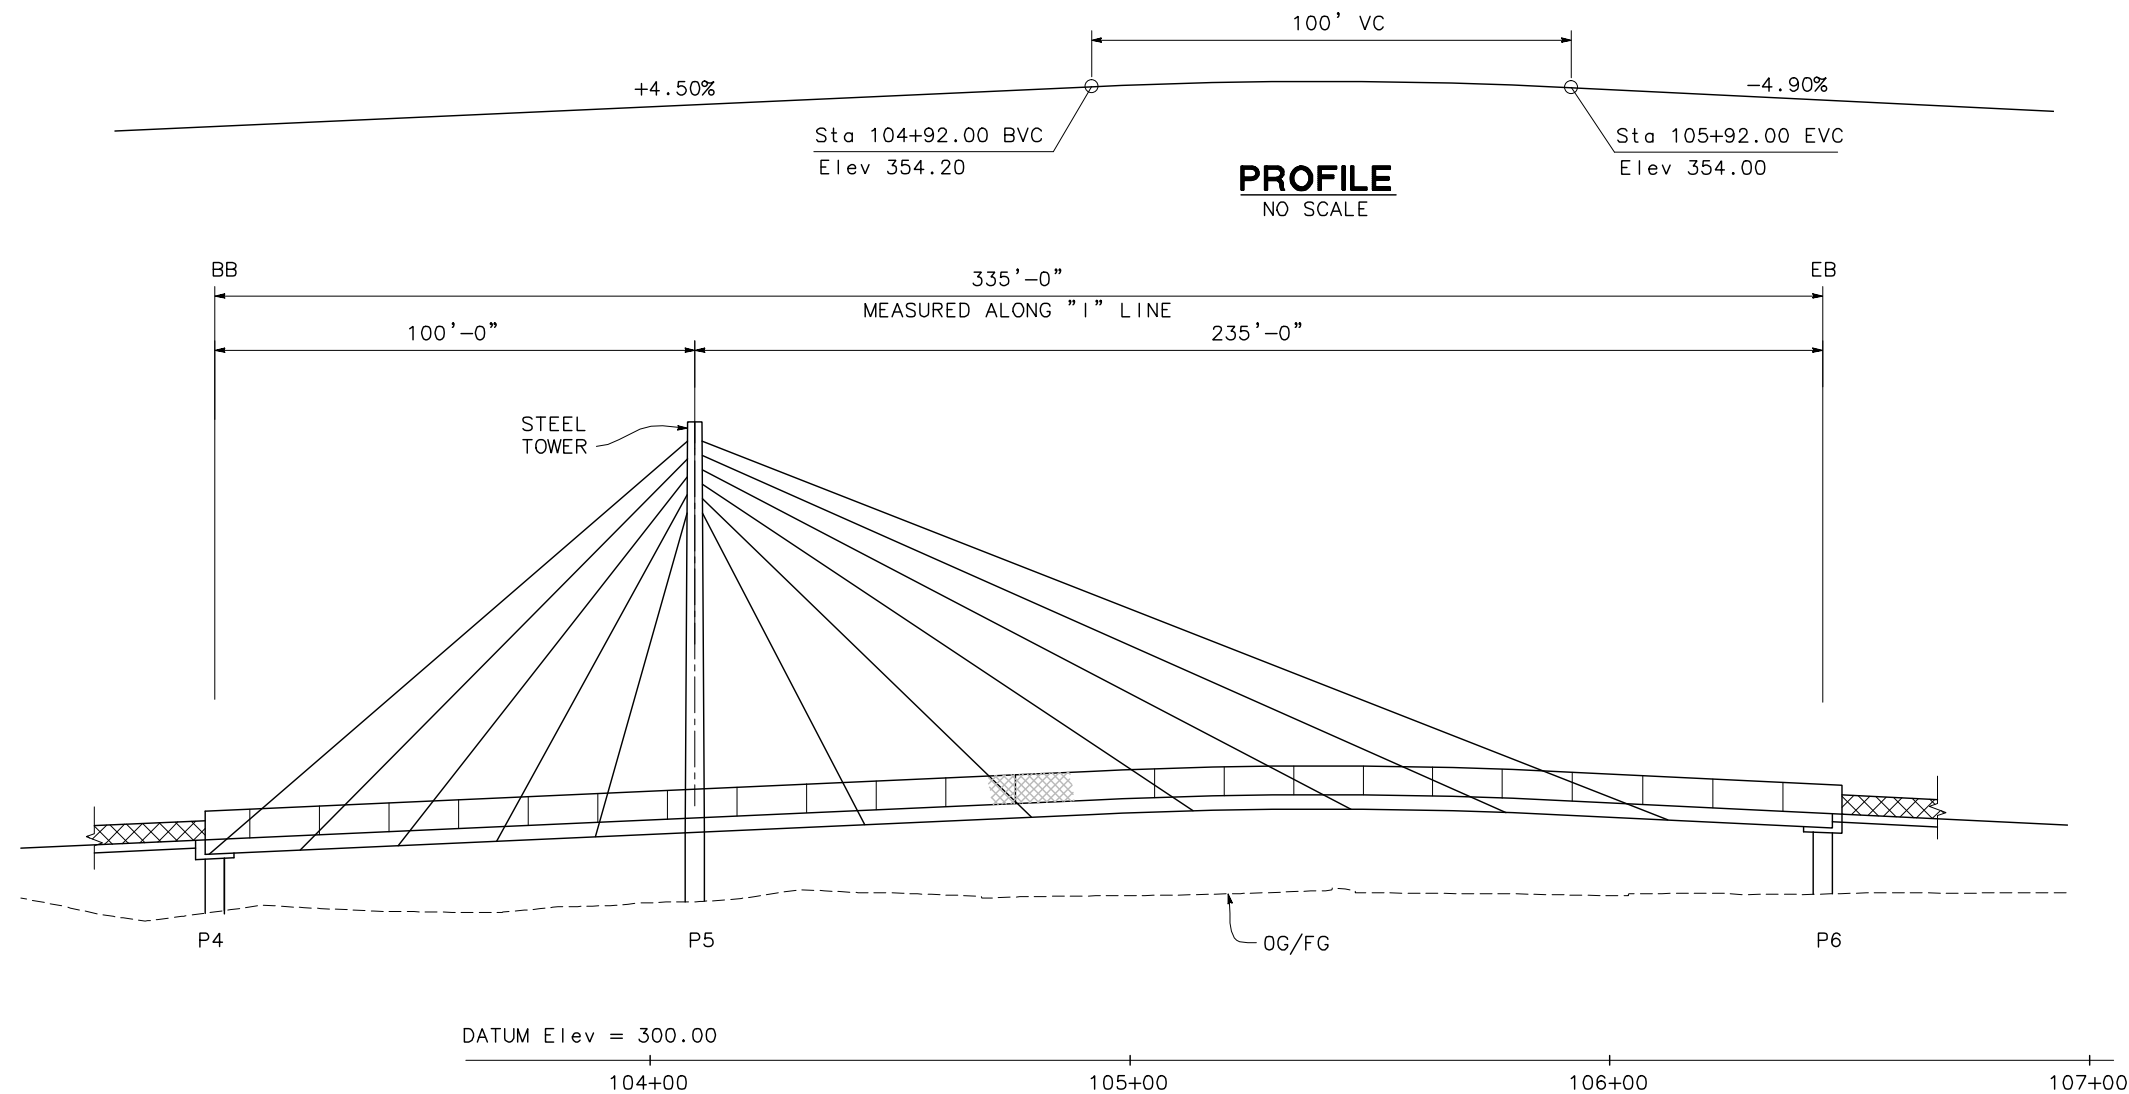 100' VC
+4.50%
-4.90%
Sta 104+92.00 BVC
Elev 354.20
Sta 105+92.00 EVC
Elev 354.00
PROFILE
NO SCALE
BB
EB
335'-0"
MEASURED ALONG "I" LINE
100'-0"
235'-0"
STEEL
TOWER
P4
P5
P6
OG/FG
DATUM Elev = 300.00
104+00
105+00
106+00
107+00